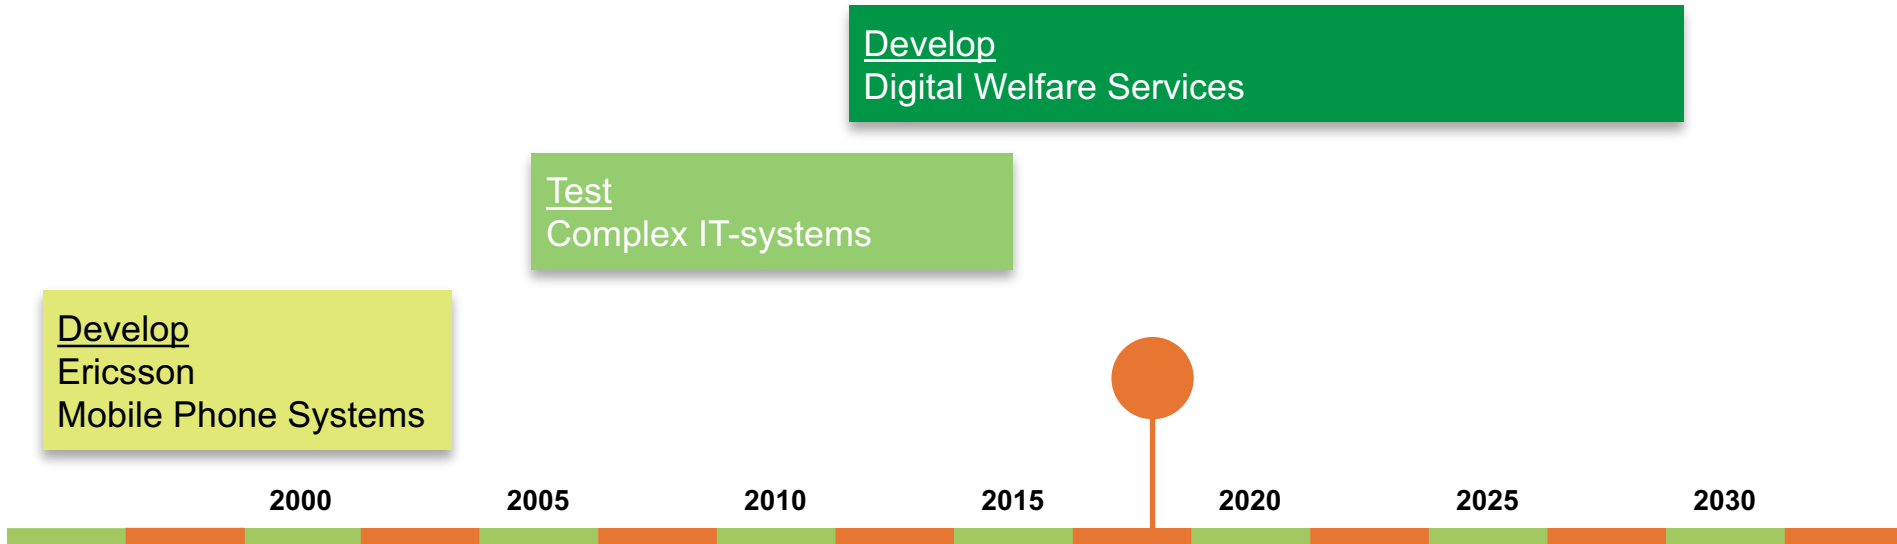 Develop
Digital Welfare Services
Test
Complex IT-systems
Develop
Ericsson
Mobile Phone Systems
2000 2005 2010 2015 2020 2025 2030